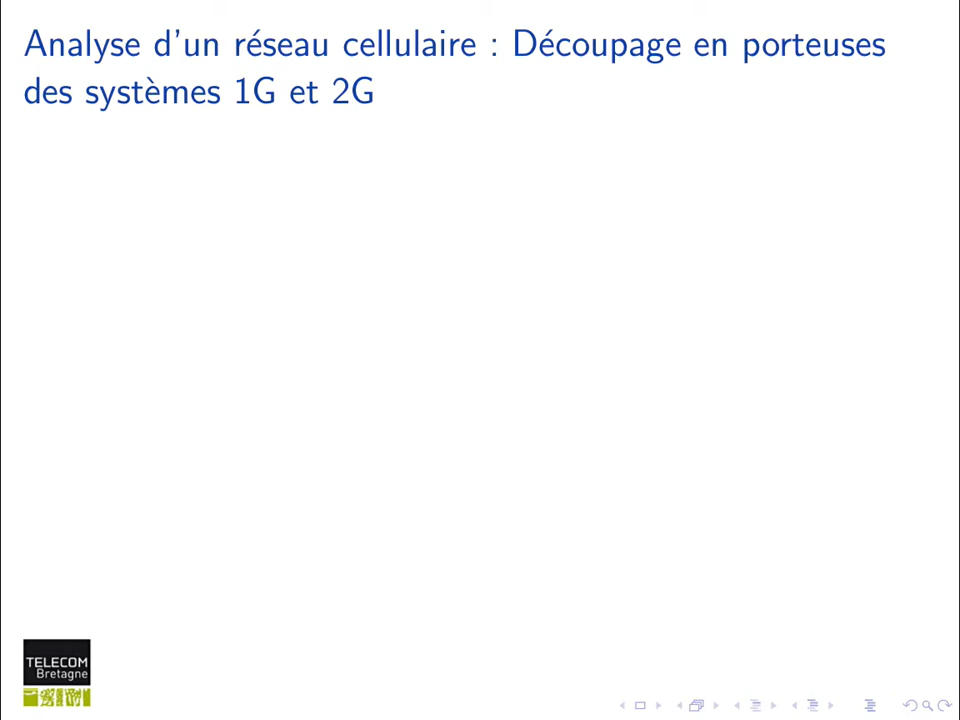 Analyse d'un réseau cellulaire : Découpage en porteuses
des systèmes 1G et 2G
TELECOM
Bretagne